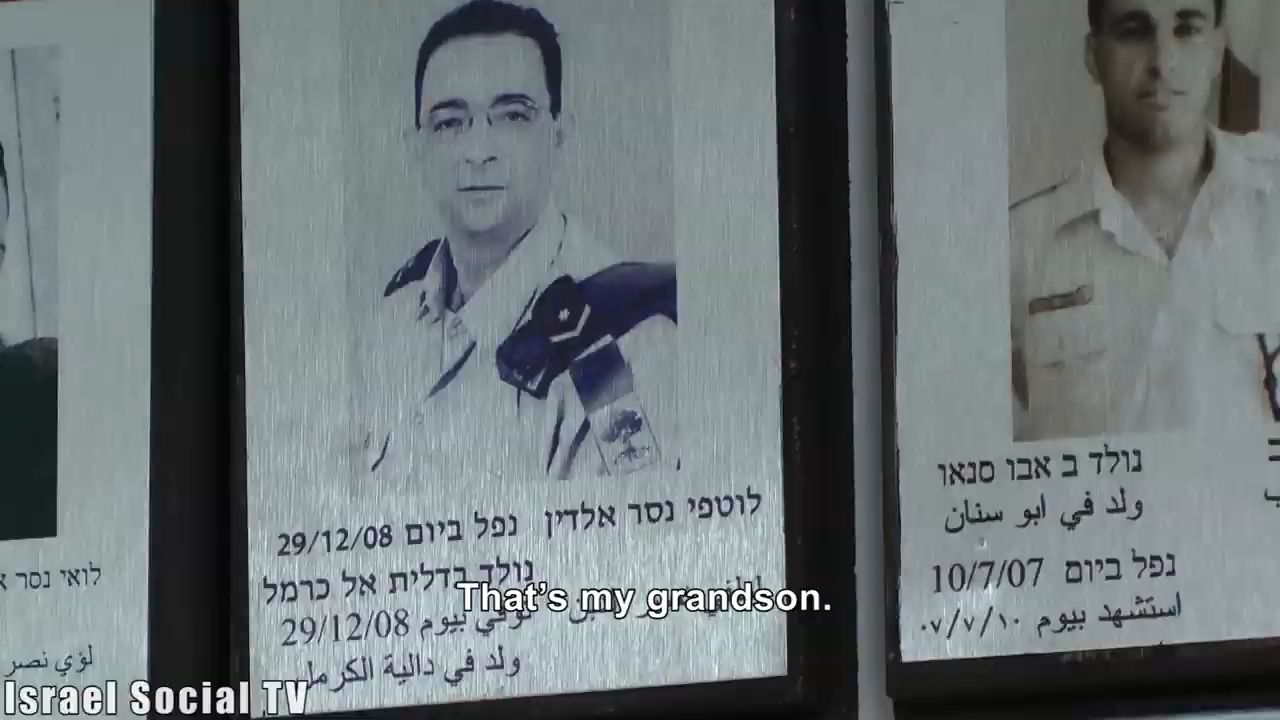 לוטפי נסר אלדין נפל ביום 29/12/08
נולד בדלית אל כרמל
توفي بيوم 29/12/08
ولد في دالية الكرمل
נולד ב אבו סנאו
ولد في ابو سنان
נפל ביום 10/7/07
استشهد بيوم ٠٧/٧/١٠
לואי נסר
لؤي نصر
That's my grandson.
Israel Social TV